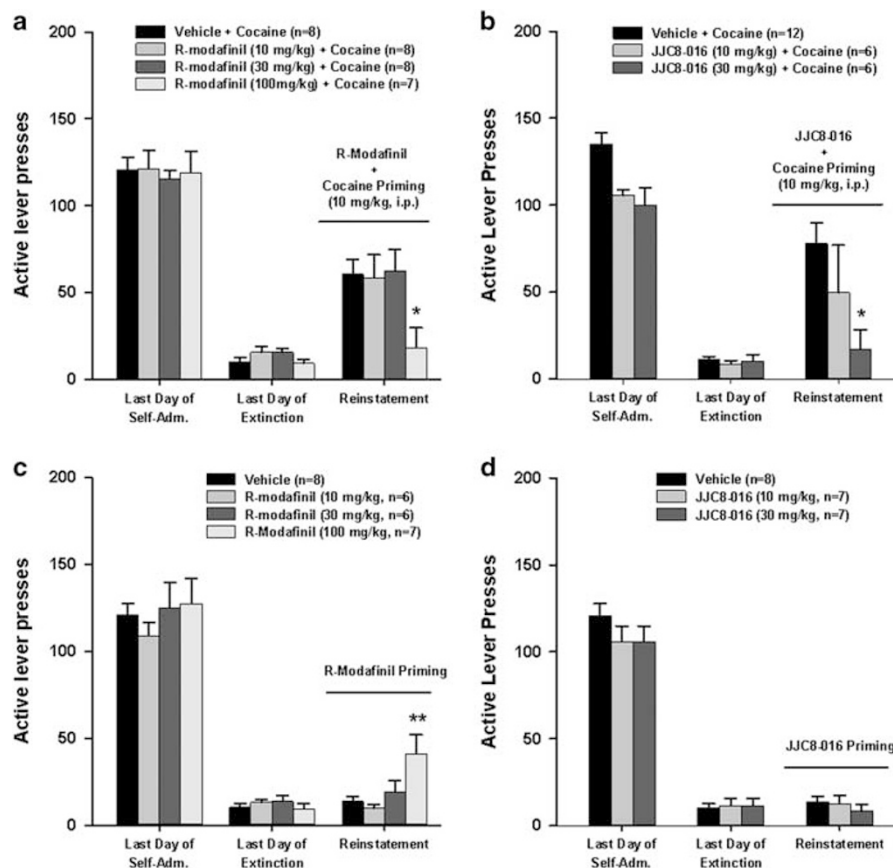 a
Vehicle + Cocaine (n=8)
R-modafinil (10 mg/kg) + Cocaine (n=8)
R-modafinil (30 mg/kg) + Cocaine (n=8)
R-modafinil (100mg/kg) + Cocaine (n=7)
Active lever presses
200
150
100
50
0
R-Modafinil
+
Cocaine Priming
(10 mg/kg, i.p.)
*
Last Day of
Self-Adm.
Last Day of
Extinction
Reinstatement
b
Vehicle + Cocaine (n=12)
JJC8-016 (10 mg/kg) + Cocaine (n=6)
JJC8-016 (30 mg/kg) + Cocaine (n=6)
Active Lever Presses
200
150
100
50
0
JJC8-016
+
Cocaine Priming
(10 mg/kg, i.p.)
*
Last Day of
Self-Adm.
Last Day of
Extinction
Reinstatement
c
Vehicle (n=8)
R-modafinil (10 mg/kg, n=6)
R-modafinil (30 mg/kg, n=6)
R-Modafinil (100 mg/kg, n=7)
Active lever presses
200
150
100
50
0
R-Modafinil Priming
**
Last Day of
Self-Adm.
Last Day of
Extinction
Reinstatement
d
Vehicle (n=8)
JJC8-016 (10 mg/kg, n=7)
JJC8-016 (30 mg/kg, n=7)
Active Lever Presses
200
150
100
50
0
JJC8-016 Priming
Last Day of
Self-Adm.
Last Day of
Extinction
Reinstatement